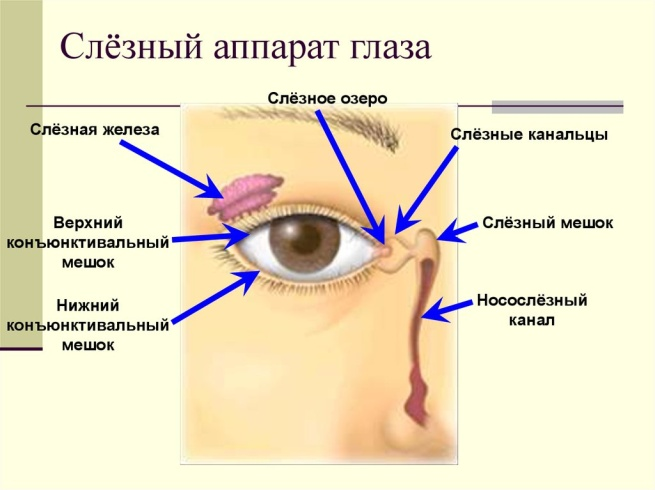 Слёзный аппарат глаза
Слёзное озеро
Слёзная железа
Слёзные канальцы
Верхний
конъюнктивальный
мешок
Слёзный мешок
Нижний
конъюнктивальный
мешок
Носослёзный
канал